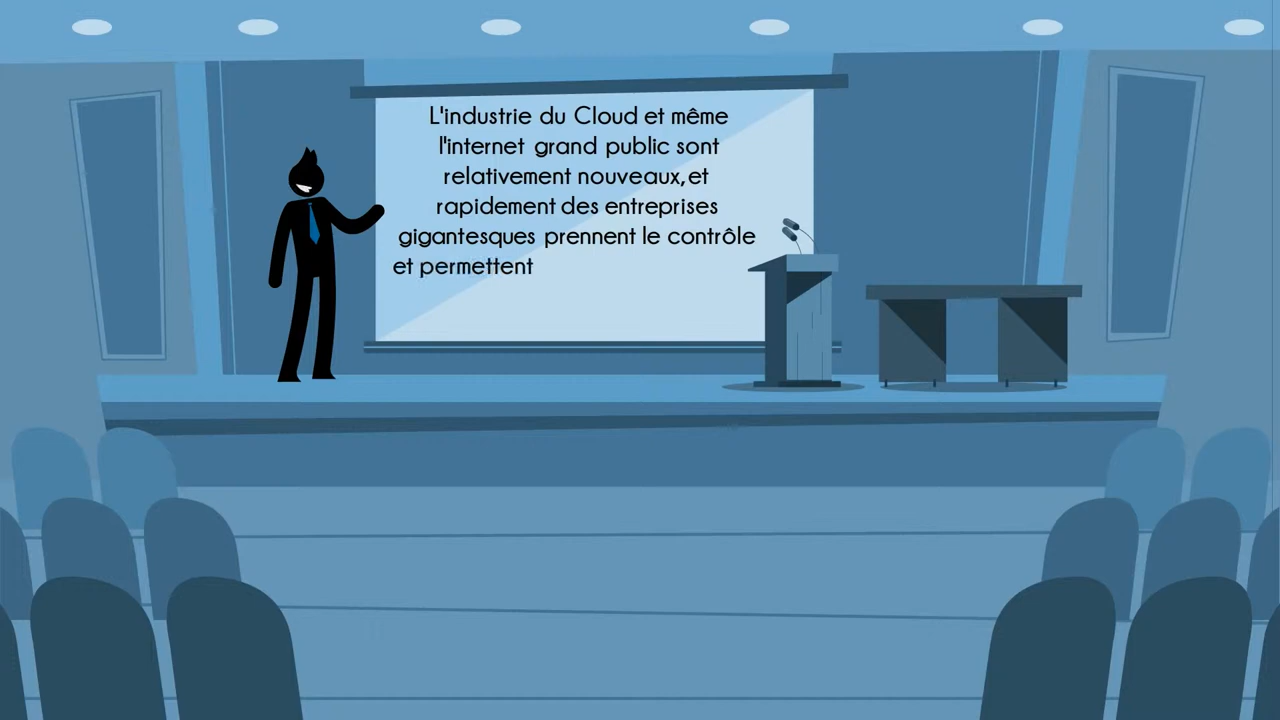 L'industrie du Cloud et même
l'internet grand public sont
relativement nouveaux, et
rapidement des entreprises
gigantesques prennent le contrôle
et permettent